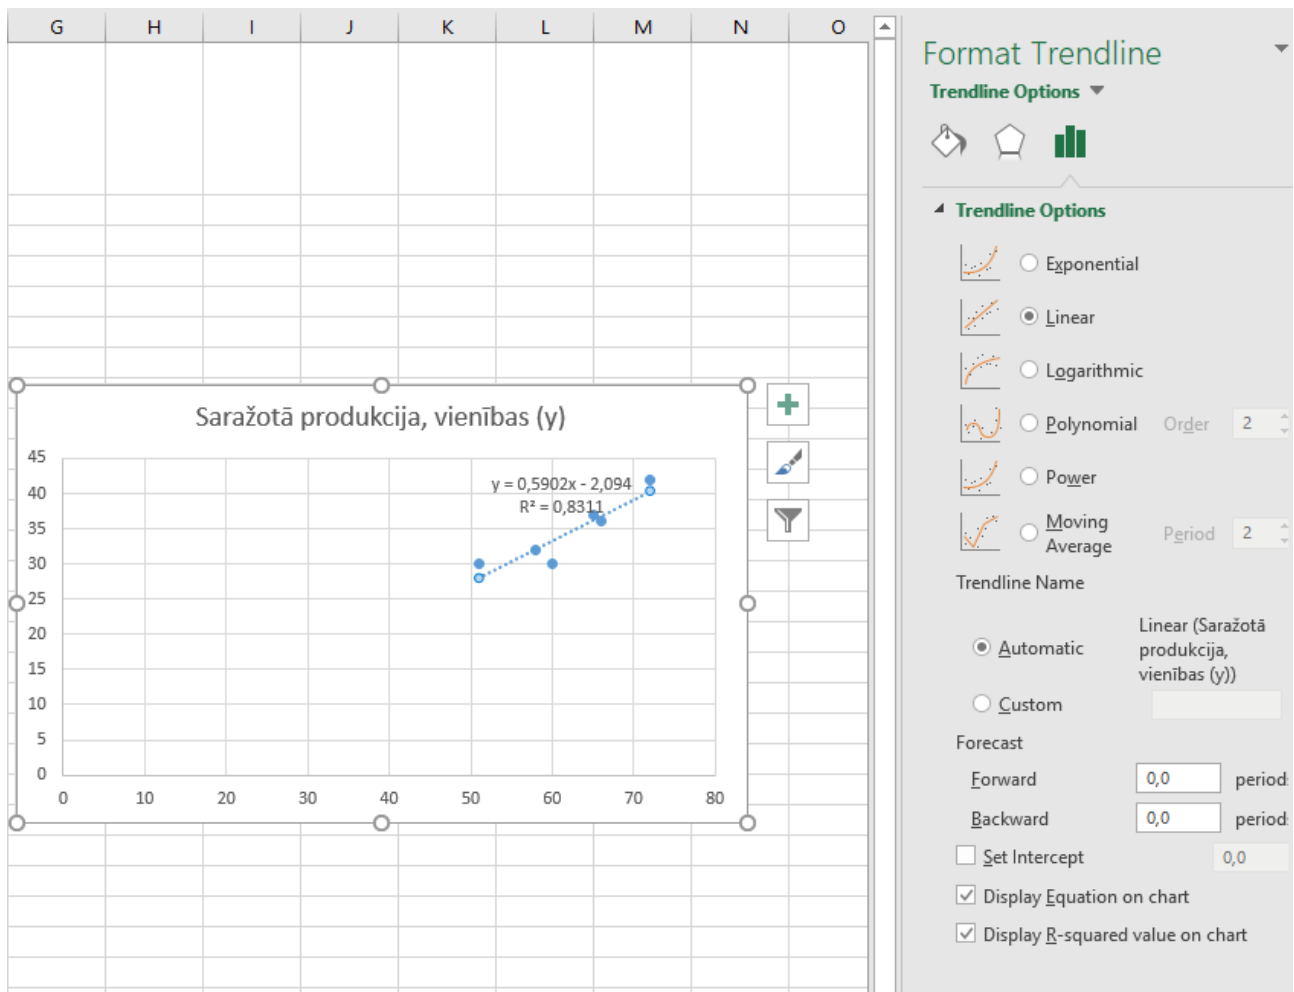 G H I J K L M N O
Format Trendline
Trendline Options
Trendline Options
Exponential
Linear
Logarithmic
Polynomial Order 2
Power
Moving
Average
Period 2
Trendline Name
Automatic
Linear (Saražotā
produkcija,
vienības (y))
Custom
Forecast
Forward 0,0 period
Backward 0,0 period
Set Intercept 0,0
Display Equation on chart
Display R-squared value on chart
Saražotā produkcija, vienības (y)
y = 0,5902x - 2,094
R² = 0,8311
45
40
35
30
25
20
15
10
5
0
0 10 20 30 40 50 60 70 80